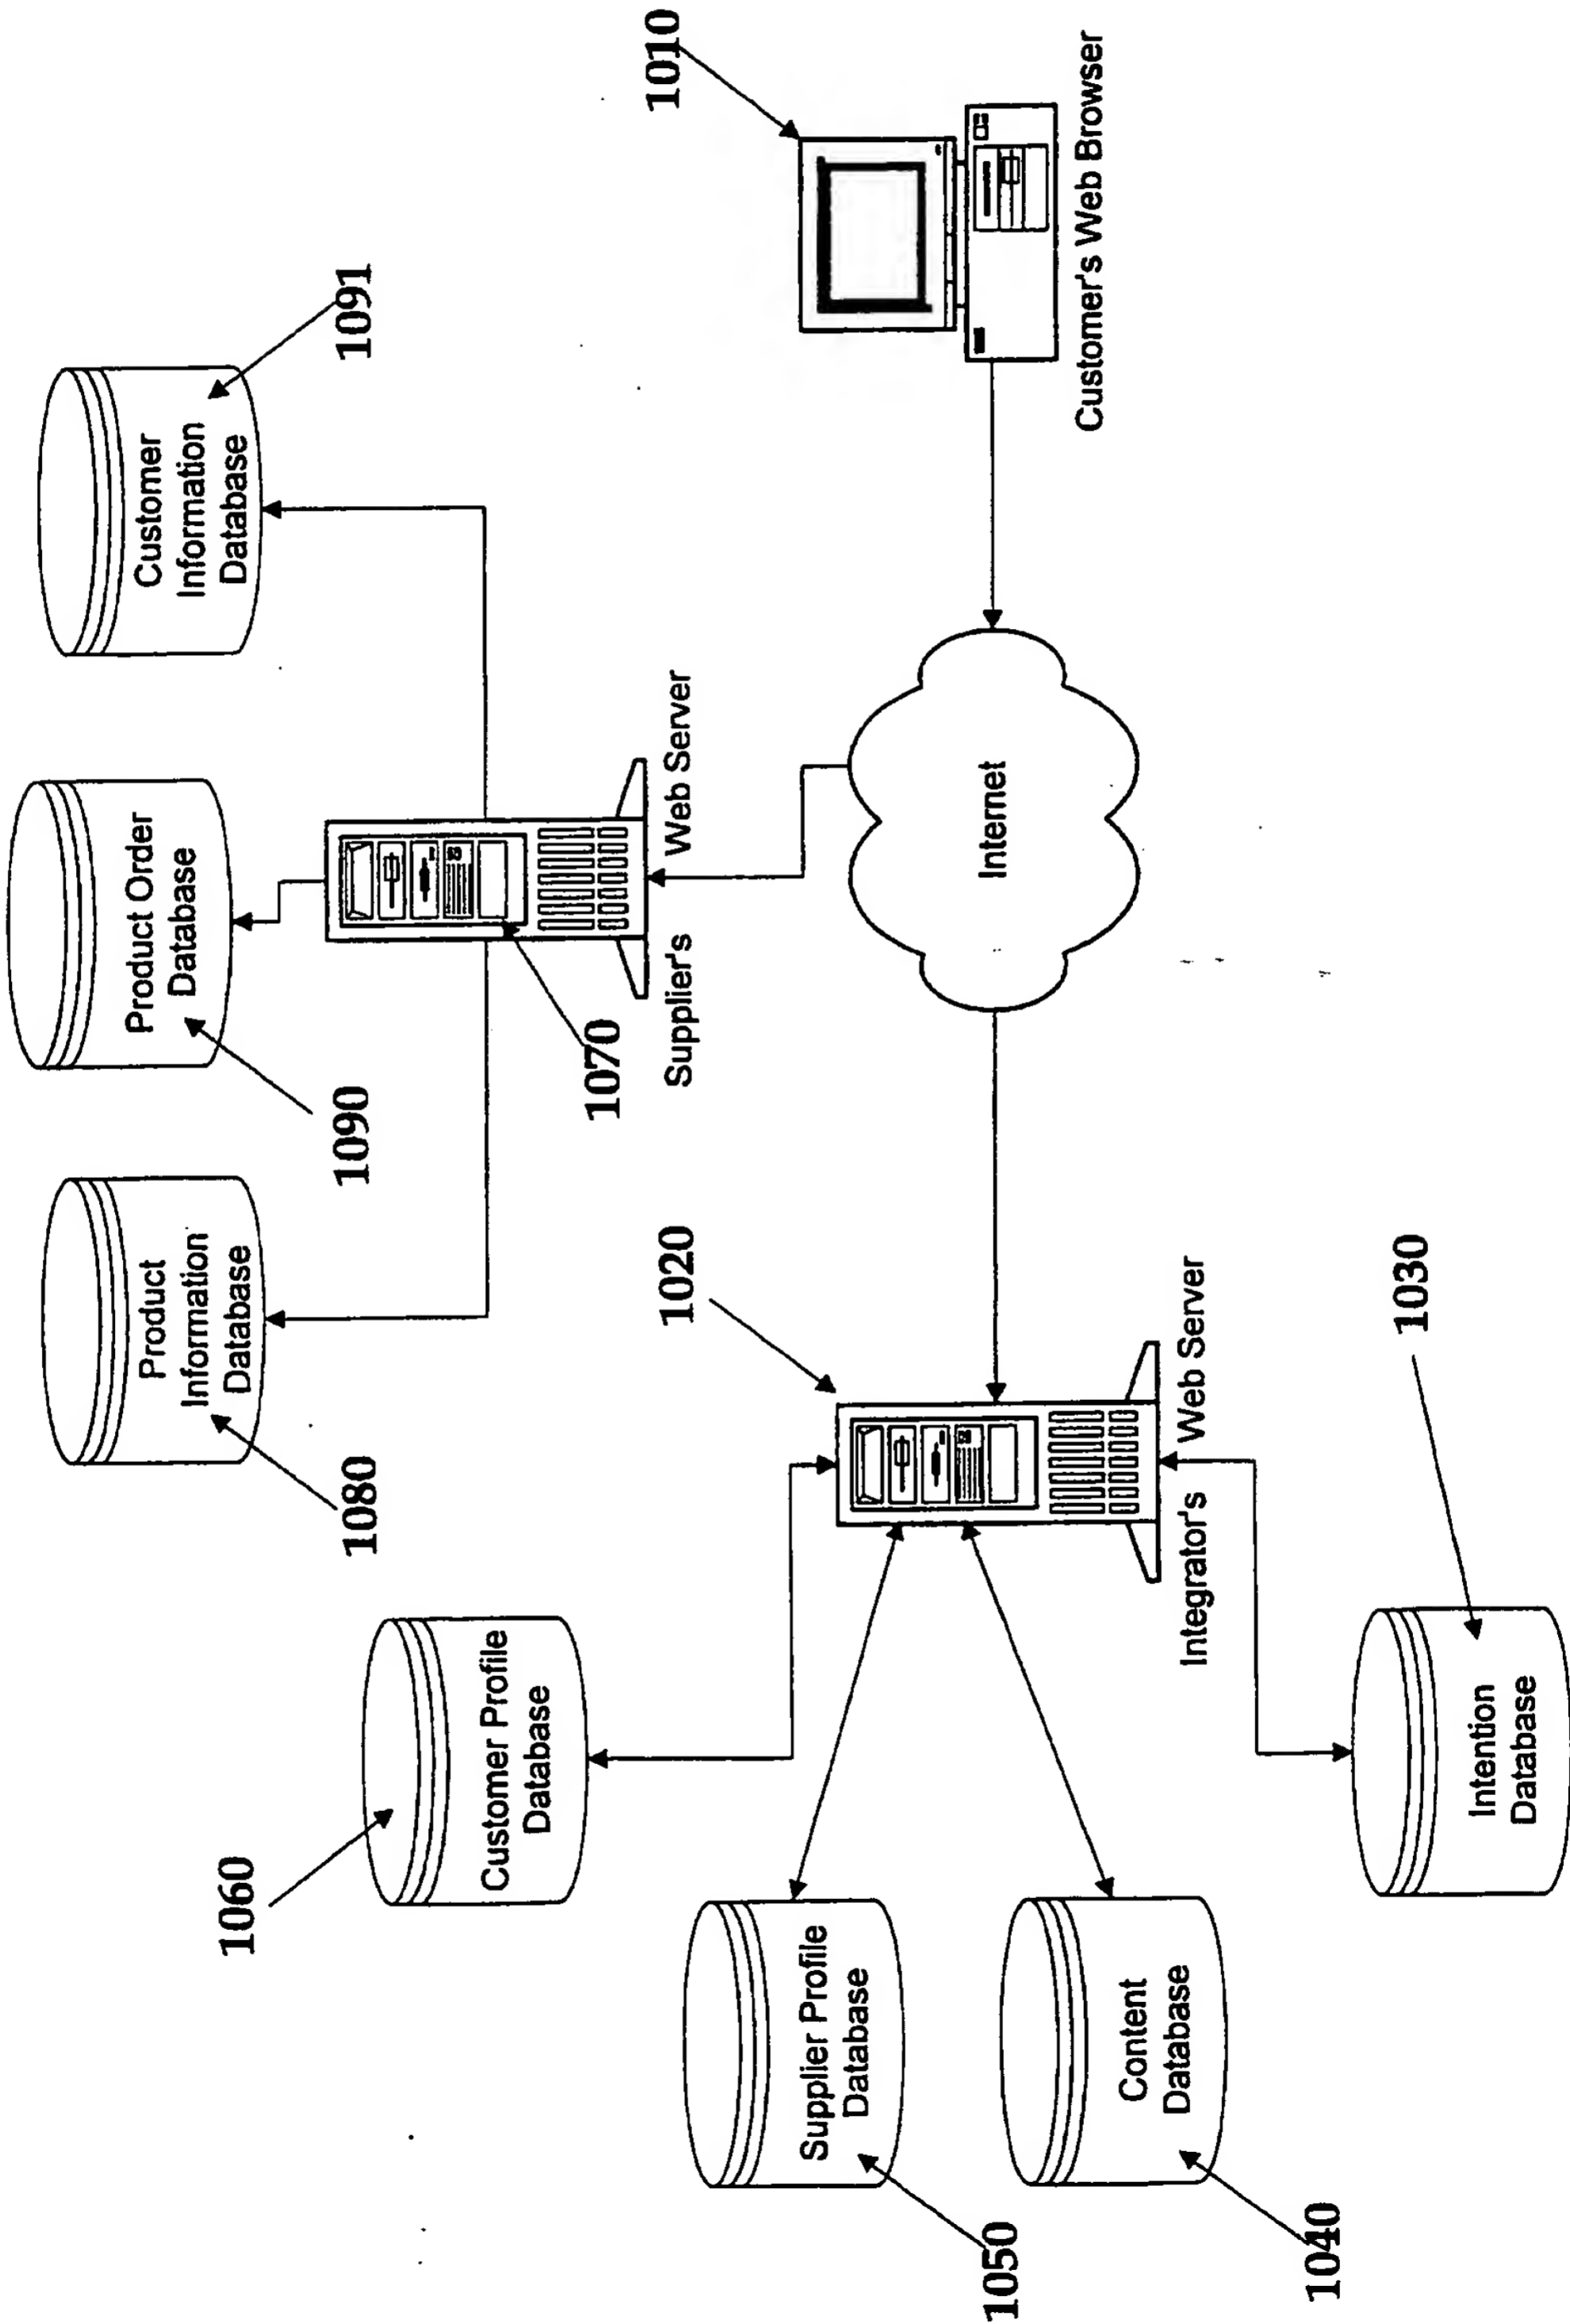 1060
Customer Profile
Database
1050
Supplier Profile
Database
1040
Content
Database
1030
Intention
Database
1020
Integrator's Web Server
1080
Product
Information
Database
1090
Product Order
Database
1091
Customer
Information
Database
1070
Supplier's Web Server
Internet
1010
Customer's Web Browser